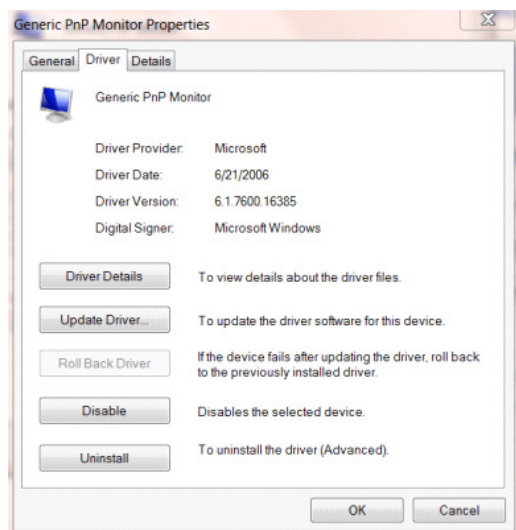 Generic PnP Monitor Properties
General Driver Details
Generic PnP Monitor
Driver Provider: Microsoft
Driver Date: 6/21/2006
Driver Version: 6.1.7600.16385
Digital Signer: Microsoft Windows
Driver Details To view details about the driver files.
Update Driver... To update the driver software for this device.
Roll Back Driver If the device fails after updating the driver, roll back
to the previously installed driver.
Disable Disables the selected device.
Uninstall To uninstall the driver (Advanced).
OK Cancel